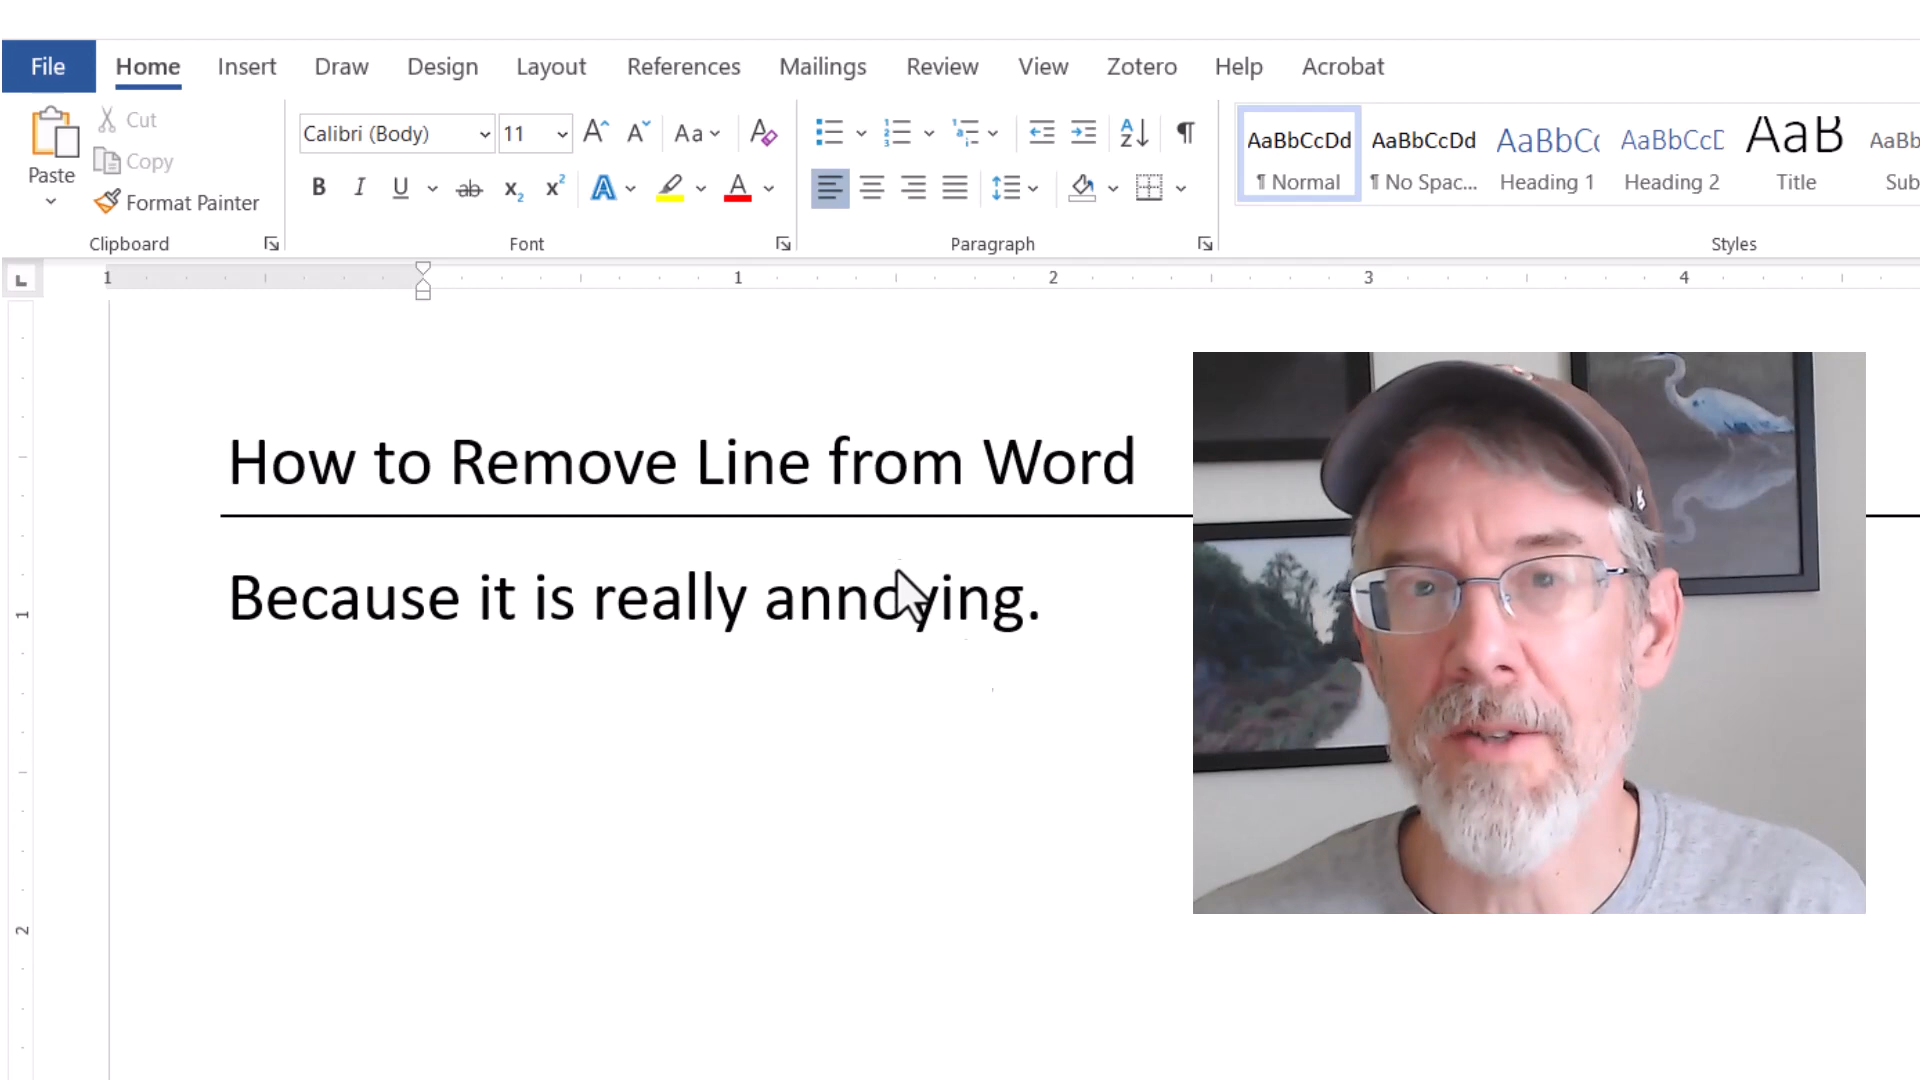 File Home Insert Draw Design Layout References Mailings Review View Zotero Help Acrobat
Paste
Cut
Copy
Format Painter
Clipboard
Calibri (Body) 11
Font
Paragraph
AaBbCcDd AaBbCcDd AaBbC AaBbCcD AaB AaBb
¶ Normal ¶ No Spac... Heading 1 Heading 2 Title Sub
Styles
1 1 2 3 4
How to Remove Line from Word
Because it is really annoying.
1
2